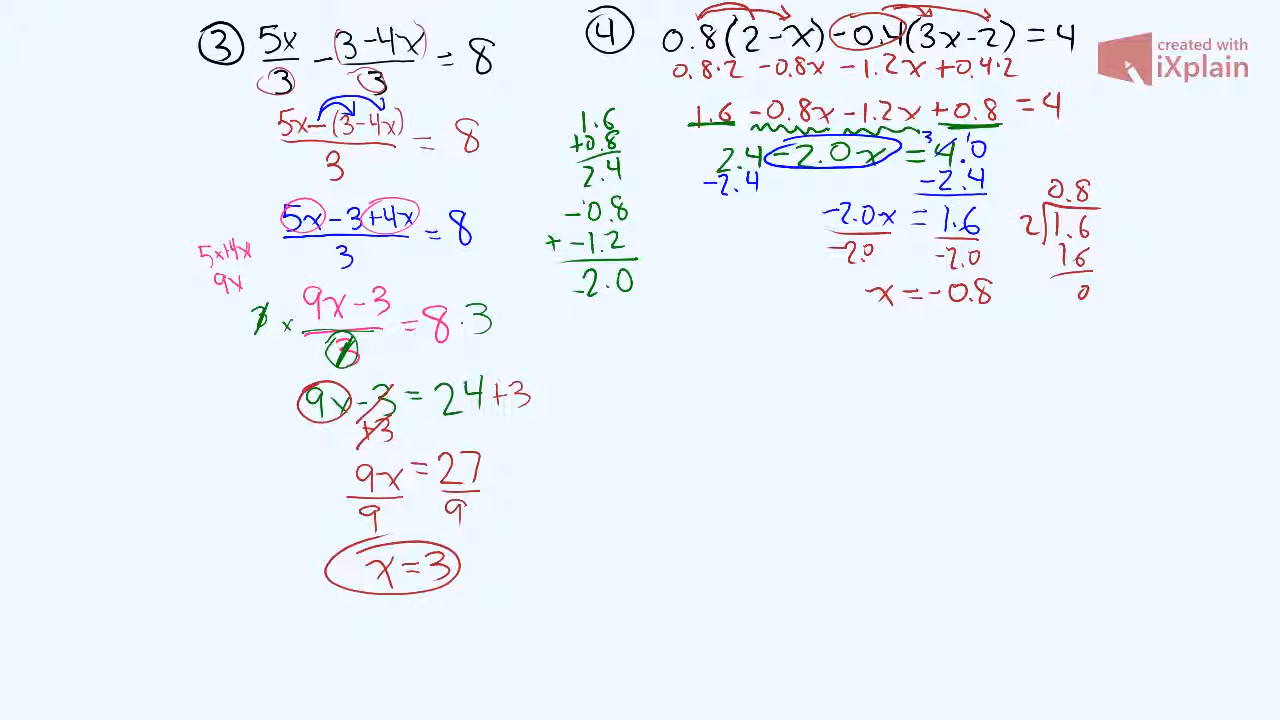 ③ 5x/3 - (3-4x)/3 = 8
(5x-(3-4x))/3 = 8
(5x-3+4x)/3 = 8
5x+4x
9x
3 × (9x-3)/3 = 8·3
9x-3 = 24+3
+3
9x/9 = 27/9
x=3
④ 0.8(2-x)-0.4(3x-2)=4
0.8·2 -0.8x -1.2x +0.4·2
1.6 -0.8x -1.2x +0.8 =4
2.4 -2.0x = 4.0
3 1
-2.4 -2.4
-2.0x = 1.6
-2.0 -2.0
x = -0.8
1.6
+0.8
2.4
-0.8
+ -1.2
-2.0
0.8
2)1.6
16
0
created with
iXplain